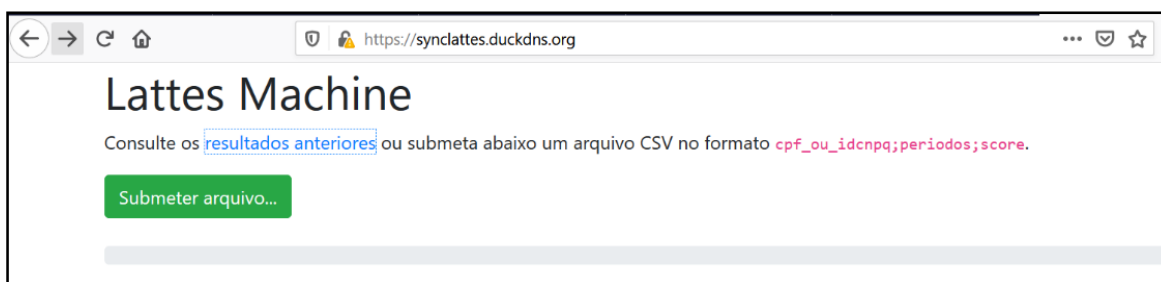 https://synclattes.duckdns.org
Lattes Machine
Consulte os resultados anteriores ou submeta abaixo um arquivo CSV no formato cpf_ou_idcnpq;periodos;score.
Submeter arquivo...